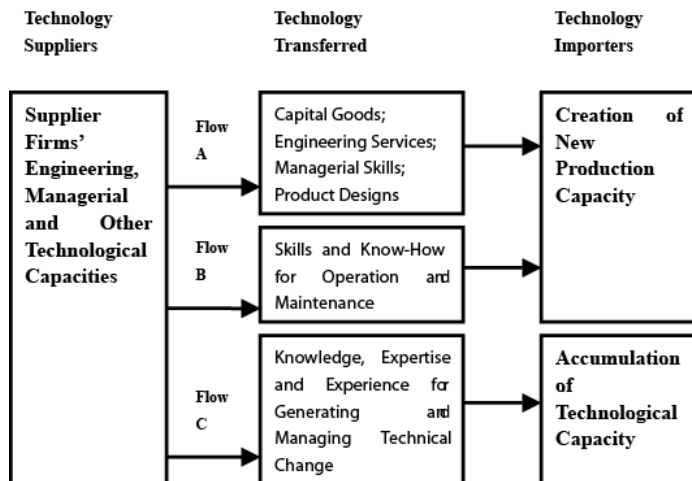 Technology
Suppliers
Technology
Transferred
Technology
Importers
Supplier
Firms'
Engineering,
Managerial
and Other
Technological
Capacities
Flow
A
Capital Goods;
Engineering Services;
Managerial Skills;
Product Designs
Creation of
New
Production
Capacity
Flow
B
Skills and Know-How
for Operation and
Maintenance
Flow
C
Knowledge, Expertise
and Experience for
Generating and
Managing Technical
Change
Accumulation
of
Technological
Capacity